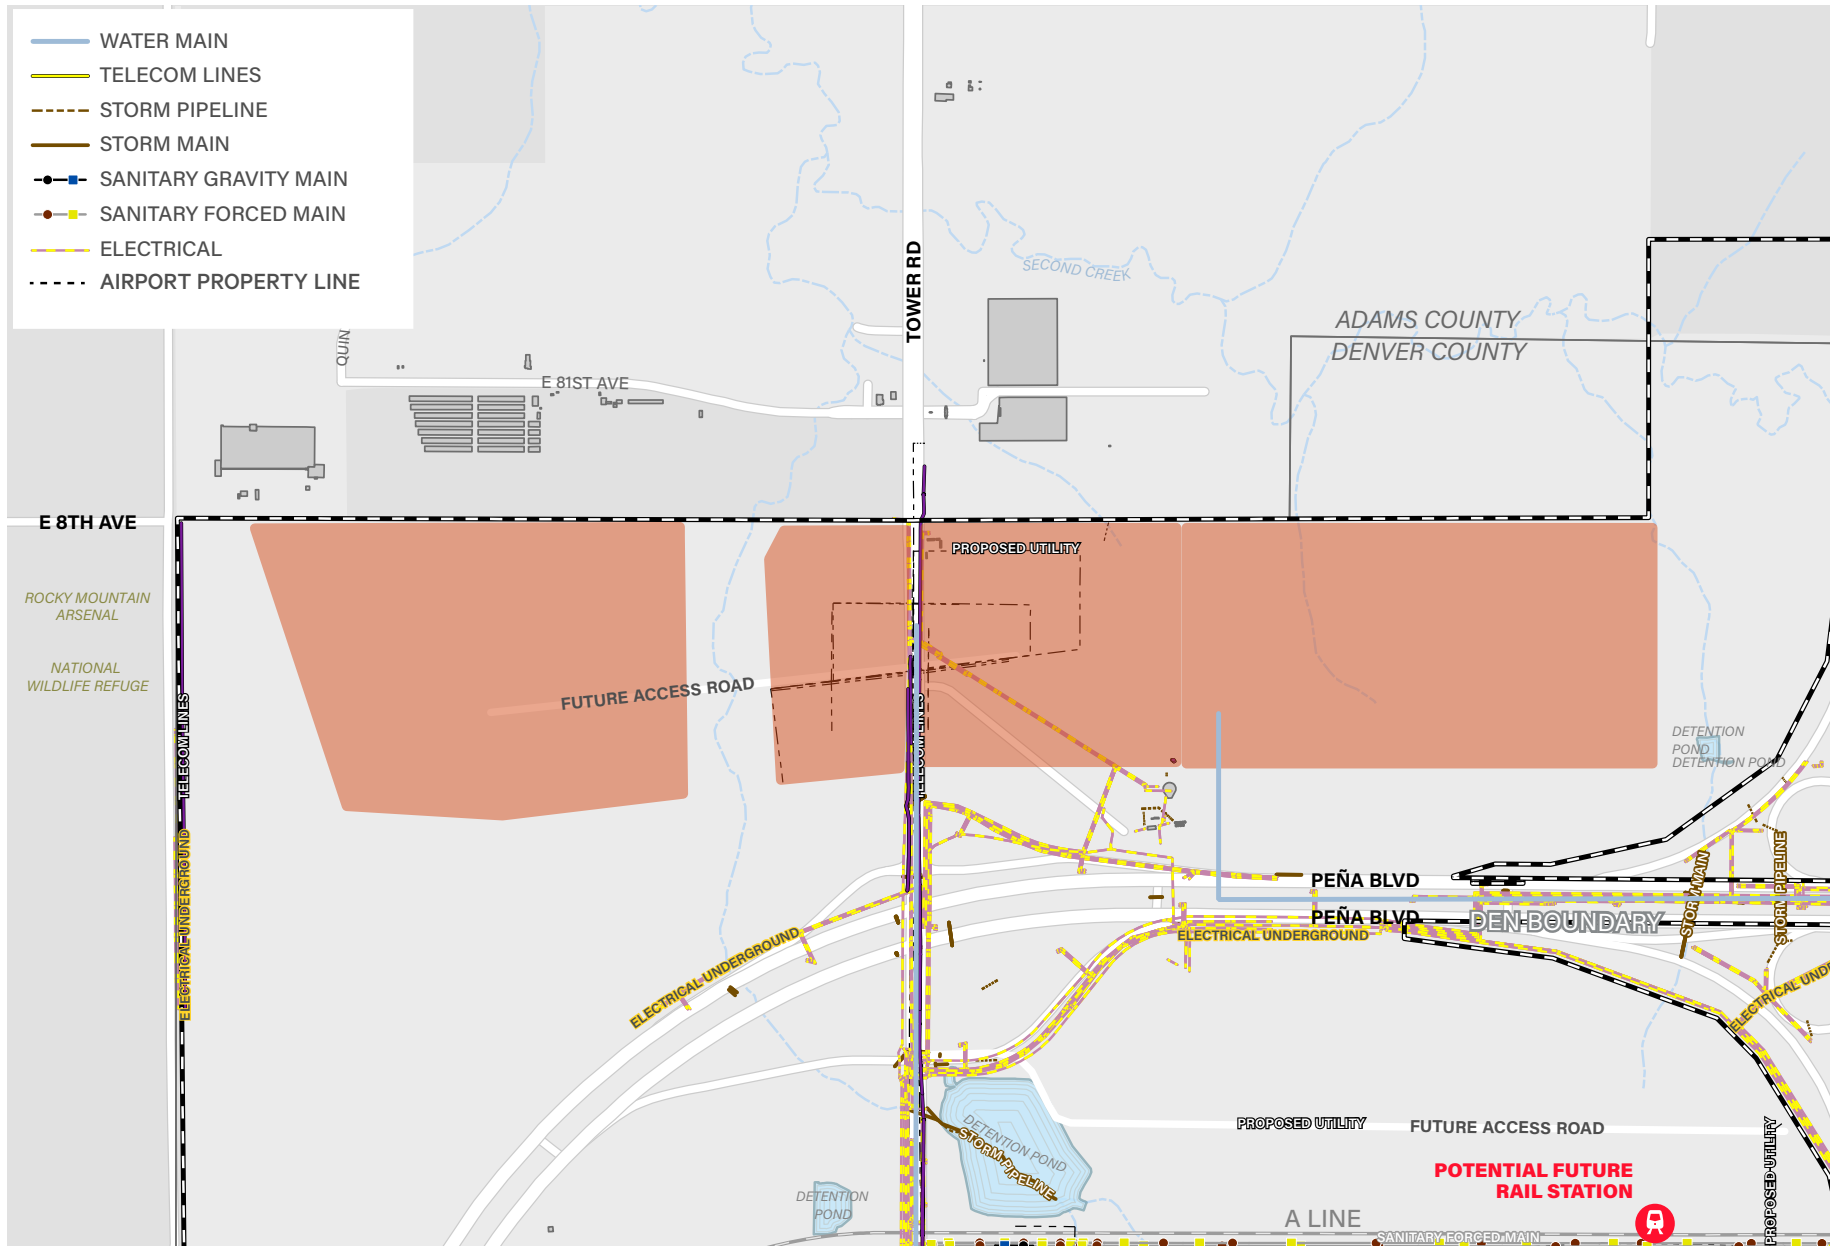 WATER MAIN
TELECOM LINES
STORM PIPELINE
STORM MAIN
SANITARY GRAVITY MAIN
SANITARY FORCED MAIN
ELECTRICAL
AIRPORT PROPERTY LINE
TOWER RD
SECOND CREEK
ADAMS COUNTY
DENVER COUNTY
QUIN
E 81ST AVE
E 8TH AVE
PROPOSED UTILITY
ROCKY MOUNTAIN
ARSENAL
NATIONAL
WILDLIFE REFUGE
FUTURE ACCESS ROAD
TELECOM LINES
TELECOM LINES
DETENTION
POND
DETENTION POND
ELECTRICAL UNDERGROUND
STORM MAIN
STORM PIPELINE
PEÑA BLVD
PEÑA BLVD
DEN BOUNDARY
ELECTRICAL UNDERGROUND
ELECTRICAL UNDERGROUND
ELECTRICAL UNDE
DETENTION POND
STORM PIPELINE
PROPOSED UTILITY
FUTURE ACCESS ROAD
PROPOSED UTILITY
POTENTIAL FUTURE
RAIL STATION
DETENTION
POND
A LINE
SANITARY FORCED MAIN